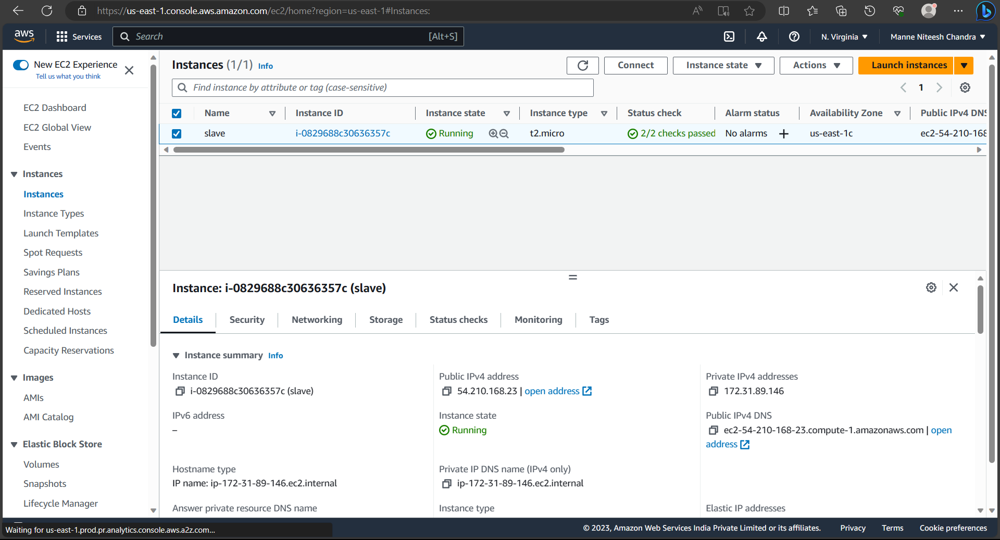 https://us-east-1.console.aws.amazon.com/ec2/home?region=us-east-1#Instances:
aws
Services
Search
[Alt+S]
N. Virginia
Manne Niteesh Chandra
New EC2 Experience
Tell us what you think
EC2 Dashboard
EC2 Global View
Events
Instances
Instances
Instance Types
Launch Templates
Spot Requests
Savings Plans
Reserved Instances
Dedicated Hosts
Scheduled Instances
Capacity Reservations
Images
AMIs
AMI Catalog
Elastic Block Store
Volumes
Snapshots
Lifecycle Manager
Instances (1/1) Info
Connect
Instance state
Actions
Launch instances
Find instance by attribute or tag (case-sensitive)
1
Name Instance ID Instance state Instance type Status check Alarm status Availability Zone Public IPv4 DNS
slave i-0829688c30636357c Running t2.micro 2/2 checks passed No alarms + us-east-1c ec2-54-210-168
Instance: i-0829688c30636357c (slave)
Details Security Networking Storage Status checks Monitoring Tags
Instance summary Info
Instance ID
i-0829688c30636357c (slave)
Public IPv4 address
54.210.168.23 | open address
Private IPv4 addresses
172.31.89.146
IPv6 address
–
Instance state
Running
Public IPv4 DNS
ec2-54-210-168-23.compute-1.amazonaws.com | open
address
Hostname type
IP name: ip-172-31-89-146.ec2.internal
Private IP DNS name (IPv4 only)
ip-172-31-89-146.ec2.internal
Answer private resource DNS name
Instance type
Elastic IP addresses
Waiting for us-east-1.prod.pr.analytics.console.aws.a2z.com...
© 2023, Amazon Web Services India Private Limited or its affiliates.
Privacy
Terms
Cookie preferences